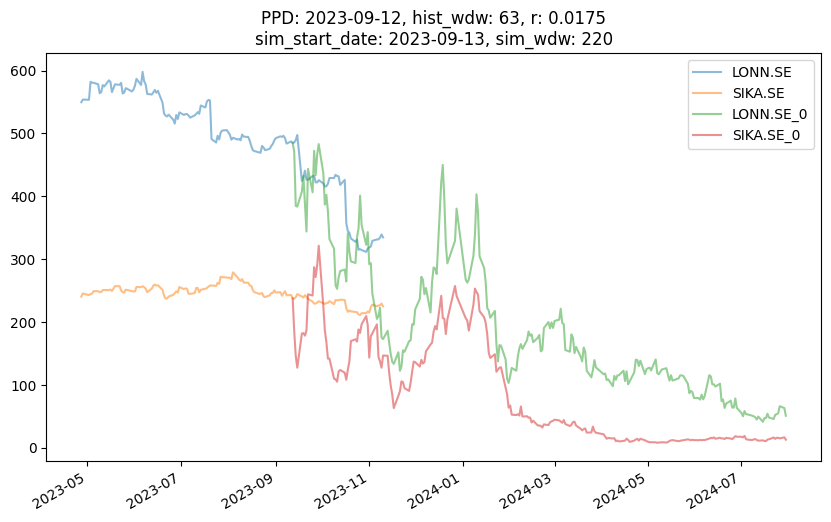 PPD: 2023-09-12, hist_wdw: 63, r: 0.0175
sim_start_date: 2023-09-13, sim_wdw: 220
LONN.SE
SIKA.SE
LONN.SE_0
SIKA.SE_0
600
500
400
300
200
100
0
2023-05
2023-07
2023-09
2023-11
2024-01
2024-03
2024-05
2024-07